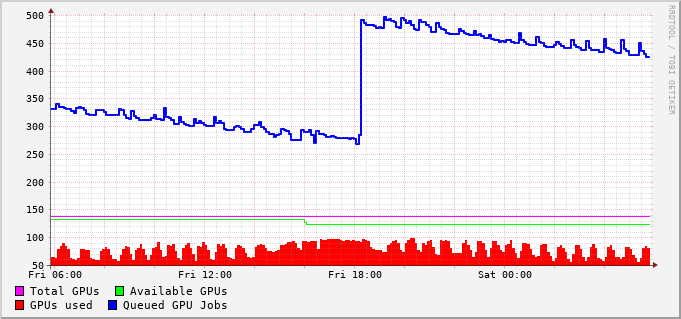 500
450
400
350
300
250
200
150
100
50
Fri 06:00 Fri 12:00 Fri 18:00 Sat 00:00
Total GPUs Available GPUs
GPUs used Queued GPU Jobs
RRDTOOL / TOBI OETIKER